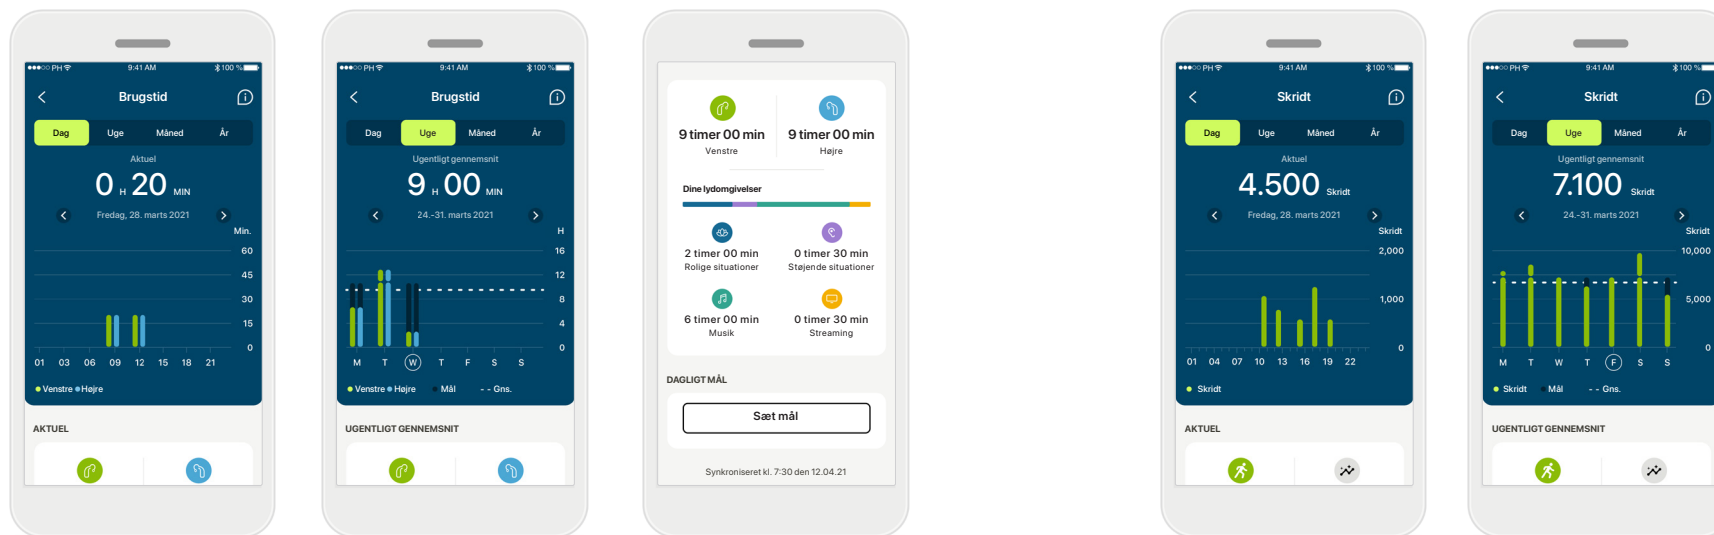 ●●●○○ PH 9:41 AM 100 %
Brugstid
Dag Uge Måned År
Aktuel
0 H 20 MIN
Fredag, 28. marts 2021
Min.
60
45
30
15
0
01 03 06 09 12 15 18 21
Venstre Højre
AKTUEL
●●●○○ PH 9:41 AM 100 %
Brugstid
Dag Uge Måned År
Ugentligt gennemsnit
9 H 00 MIN
24.-31. marts 2021
H
16
12
8
4
0
M T W T F S S
Venstre Højre Mål - - Gns.
UGENTLIGT GENNEMSNIT
9 timer 00 min 9 timer 00 min
Venstre Højre
Dine lydomgivelser
2 timer 00 min 0 timer 30 min
Rolige situationer Støjende situationer
6 timer 00 min 0 timer 30 min
Musik Streaming
DAGLIGT MÅL
Sæt mål
Synkroniseret kl. 7:30 den 12.04.21
●●●○○ PH 9:41 AM 100 %
Skridt
Dag Uge Måned År
Aktuel
4.500 Skridt
Fredag, 28. marts 2021
Skridt
2,000
1,000
0
01 04 07 10 13 16 19 22
Skridt
AKTUEL
●●●○○ PH 9:41 AM 100 %
Skridt
Dag Uge Måned År
Ugentligt gennemsnit
7.100 Skridt
24.-31. marts 2021
Skridt
10,000
5,000
0
M T W T F S S
Skridt Mål - - Gns.
UGENTLIGT GENNEMSNIT